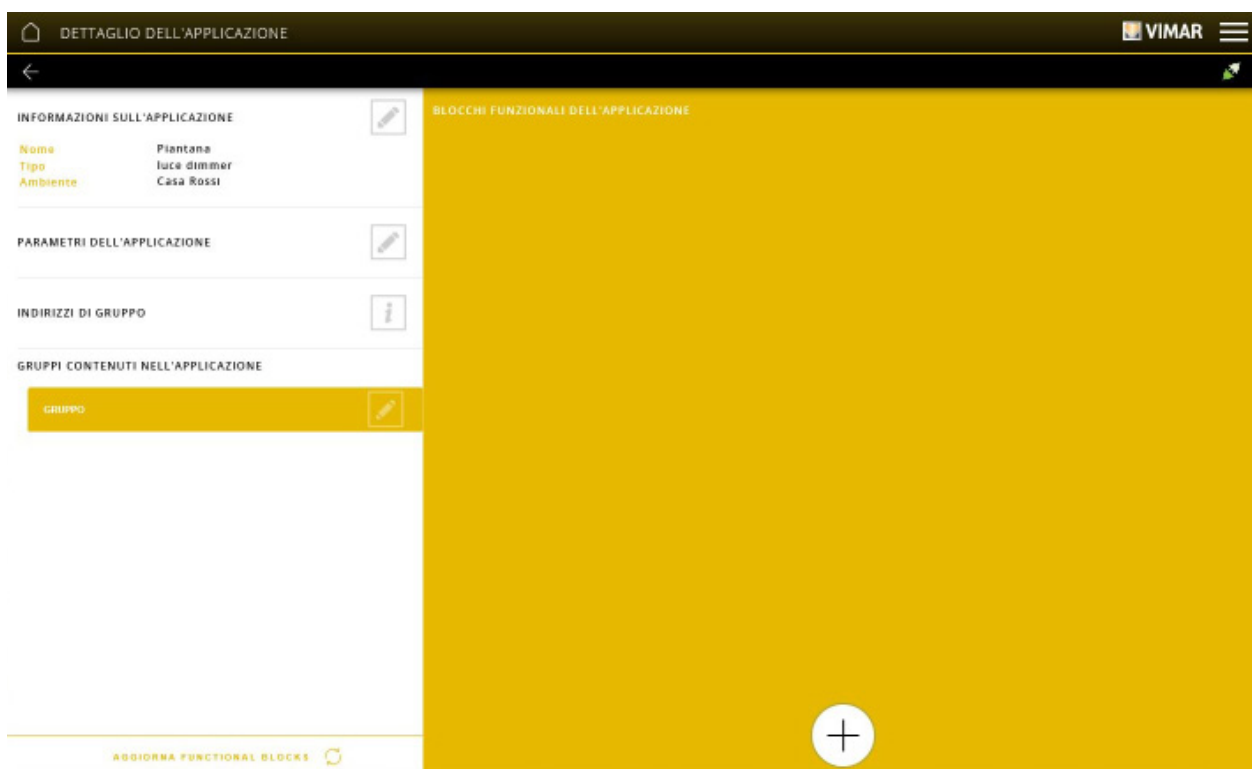 DETTAGLIO DELL'APPLICAZIONE
VIMAR
INFORMAZIONI SULL'APPLICAZIONE
Nome Piantana
Tipo luce dimmer
Ambiente Casa Rossi
PARAMETRI DELL'APPLICAZIONE
INDIRIZZI DI GRUPPO
GRUPPI CONTENUTI NELL'APPLICAZIONE
GRUPPO
AGGIORNA FUNCTIONAL BLOCKS
BLOCCHI FUNZIONALI DELL'APPLICAZIONE